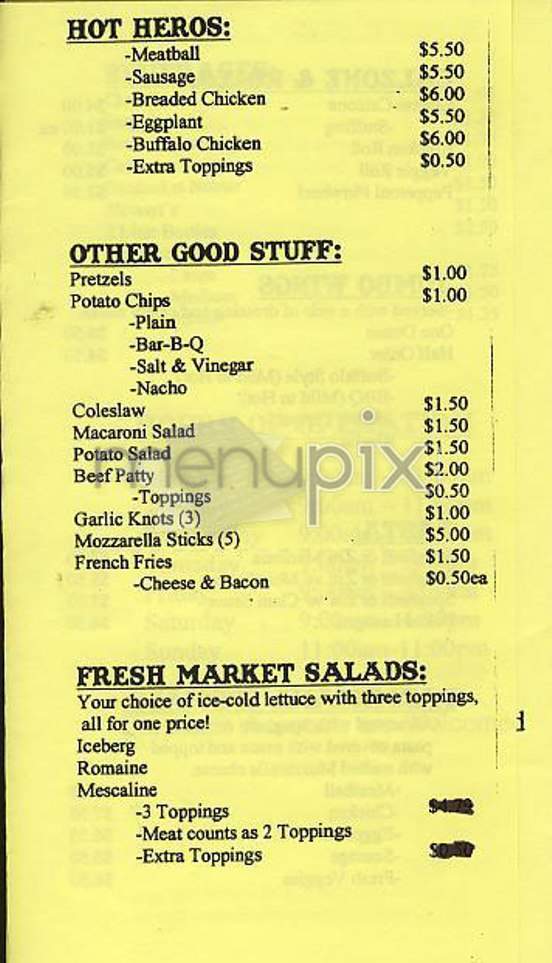 HOT HEROS:
-Meatball $5.50
-Sausage $5.50
-Breaded Chicken $6.00
-Eggplant $5.50
-Buffalo Chicken $6.00
-Extra Toppings $0.50
OTHER GOOD STUFF:
Pretzels $1.00
Potato Chips $1.00
-Plain
-Bar-B-Q
-Salt & Vinegar
-Nacho
Coleslaw $1.50
Macaroni Salad $1.50
Potato Salad $1.50
menupix
Beef Patty $2.00
-Toppings $0.50
Garlic Knots (3) $1.00
Mozzarella Sticks (5) $5.00
French Fries $1.50
-Cheese & Bacon $0.50ea
FRESH MARKET SALADS:
Your choice of ice-cold lettuce with three toppings,
all for one price!
Iceberg
Romaine
Mescaline
-3 Toppings
-Meat counts as 2 Toppings
-Extra Toppings